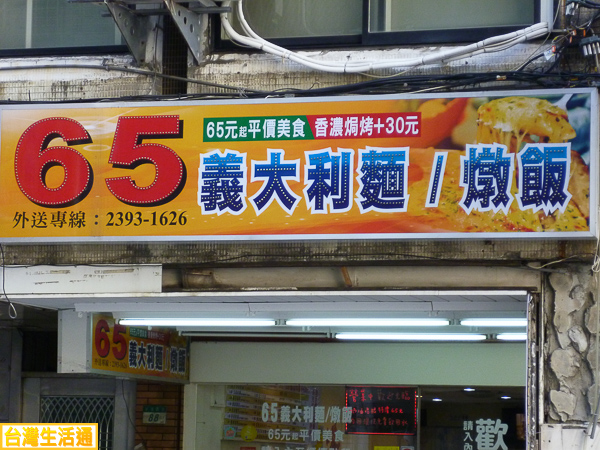 65
65元起平價美食 香濃焗烤+30元
義大利麵/燉飯
外送專線：2393-1626
65
義大利麵/燉飯
65義大利麵/燉飯
65元起平價美食
歡
請入內
台灣生活通